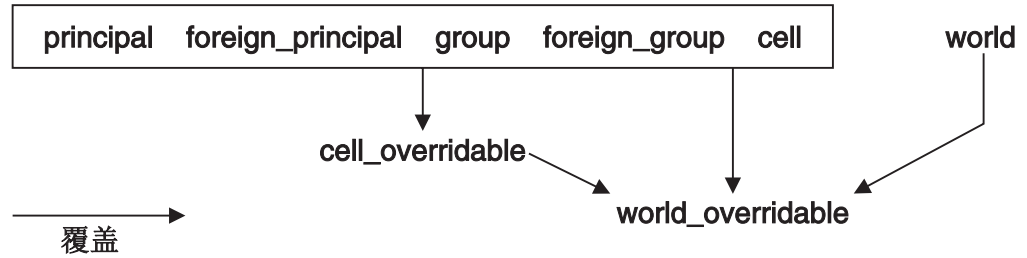 principal foreign_principal group foreign_group cell world
cell_overridable
world_overridable
覆盖